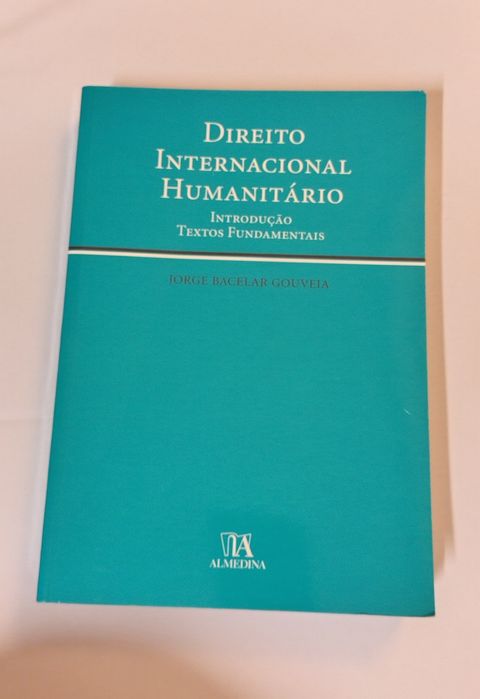 DIREITO
INTERNACIONAL
HUMANITÁRIO
INTRODUÇÃO
TEXTOS FUNDAMENTAIS
JORGE BACELAR GOUVEIA
ALMEDINA